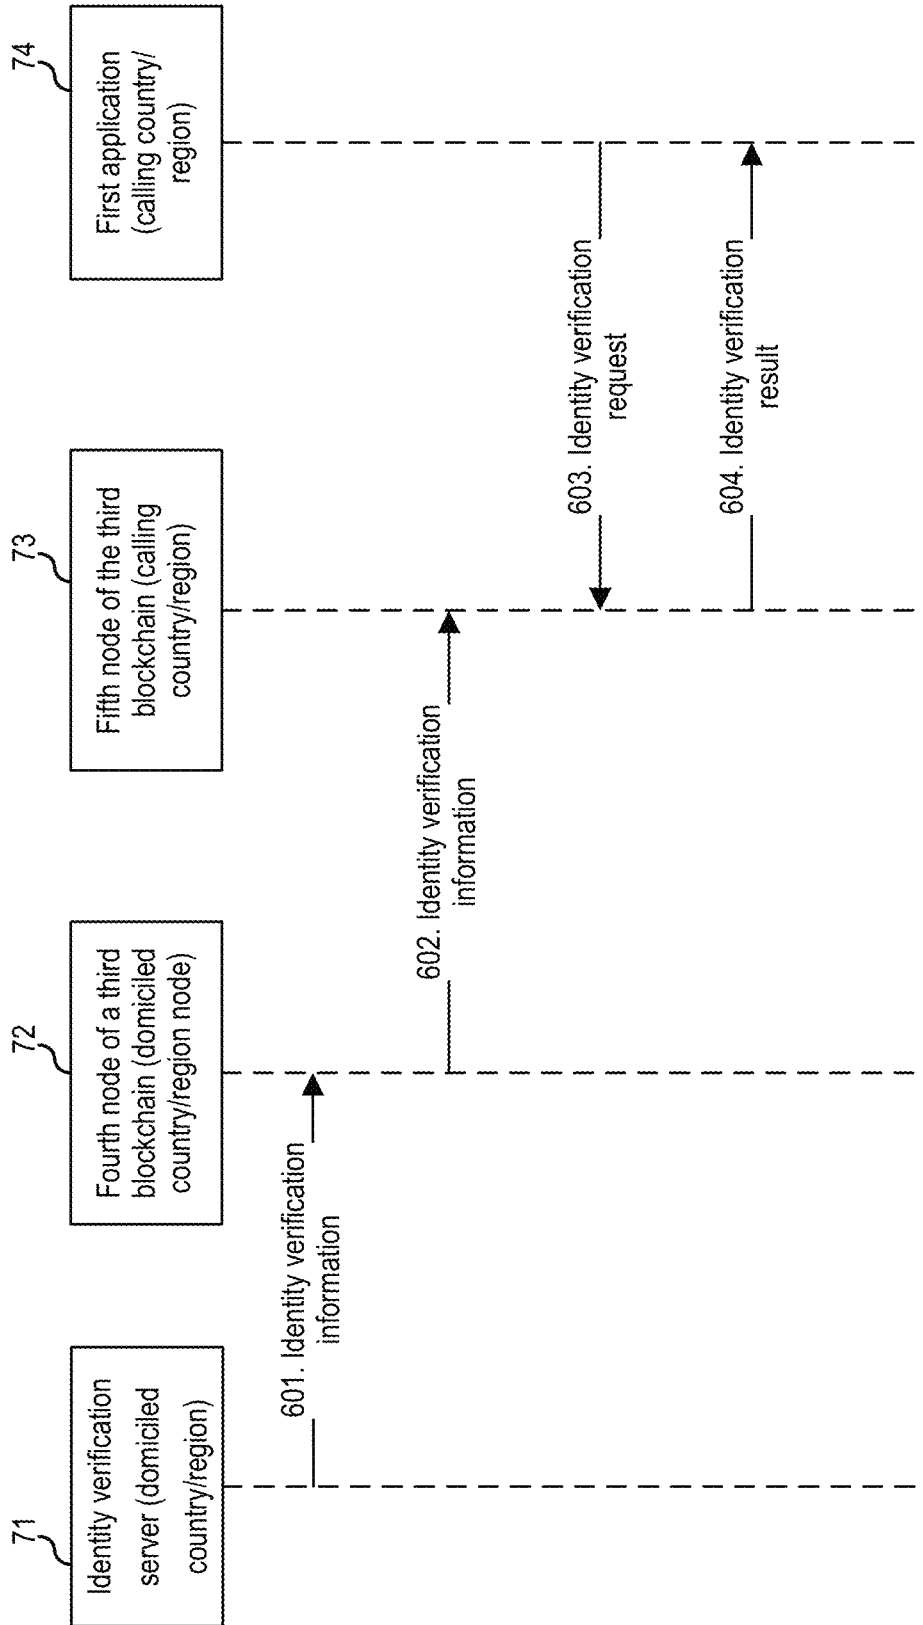 71
Identity verification
server (domiciled
country/region)
72
Fourth node of a third
blockchain (domiciled
country/region node)
73
Fifth node of the third
blockchain (calling
country/region)
74
First application
(calling country/
region)
601. Identity verification
information
602. Identity verification
information
603. Identity verification
request
604. Identity verification
result